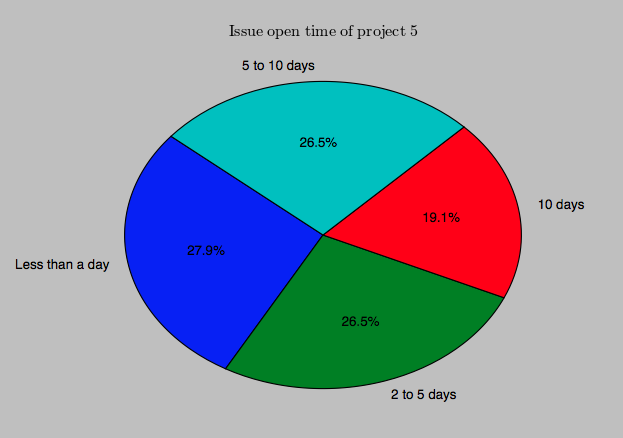 Issue open time of project 5
5 to 10 days
26.5%
10 days
19.1%
27.9%
Less than a day
26.5%
2 to 5 days